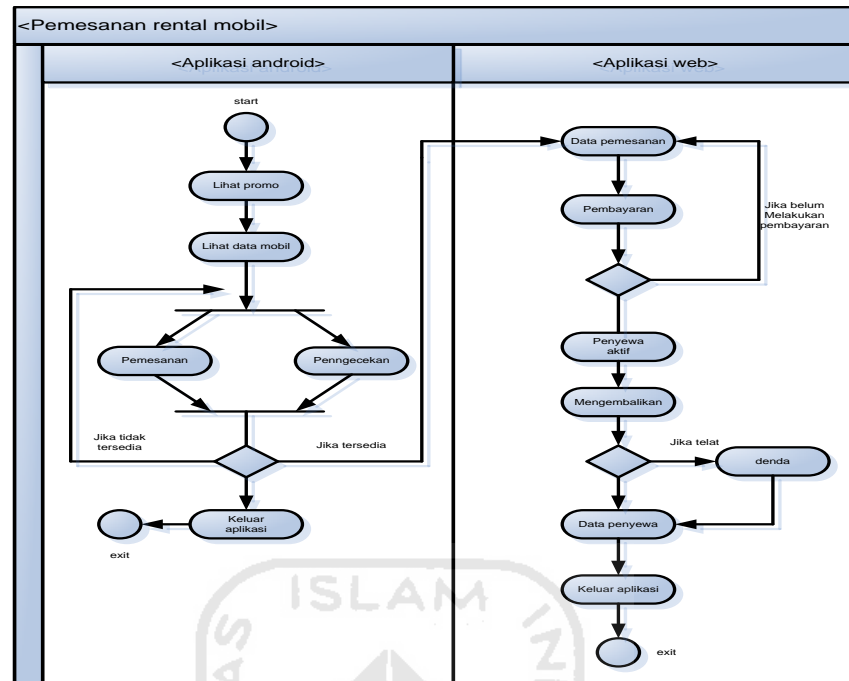 <Pemesanan rental mobil>
<Aplikasi android>
<Aplikasi web>
start
Lihat promo
Lihat data mobil
Pemesanan
Penngecekan
Jika tidak
tersedia
Jika tersedia
Keluar
aplikasi
exit
Data pemesanan
Pembayaran
Jika belum
Melakukan
pembayaran
Penyewa
aktif
Mengembalikan
Jika telat
denda
Data penyewa
Keluar aplikasi
exit
ISLAM